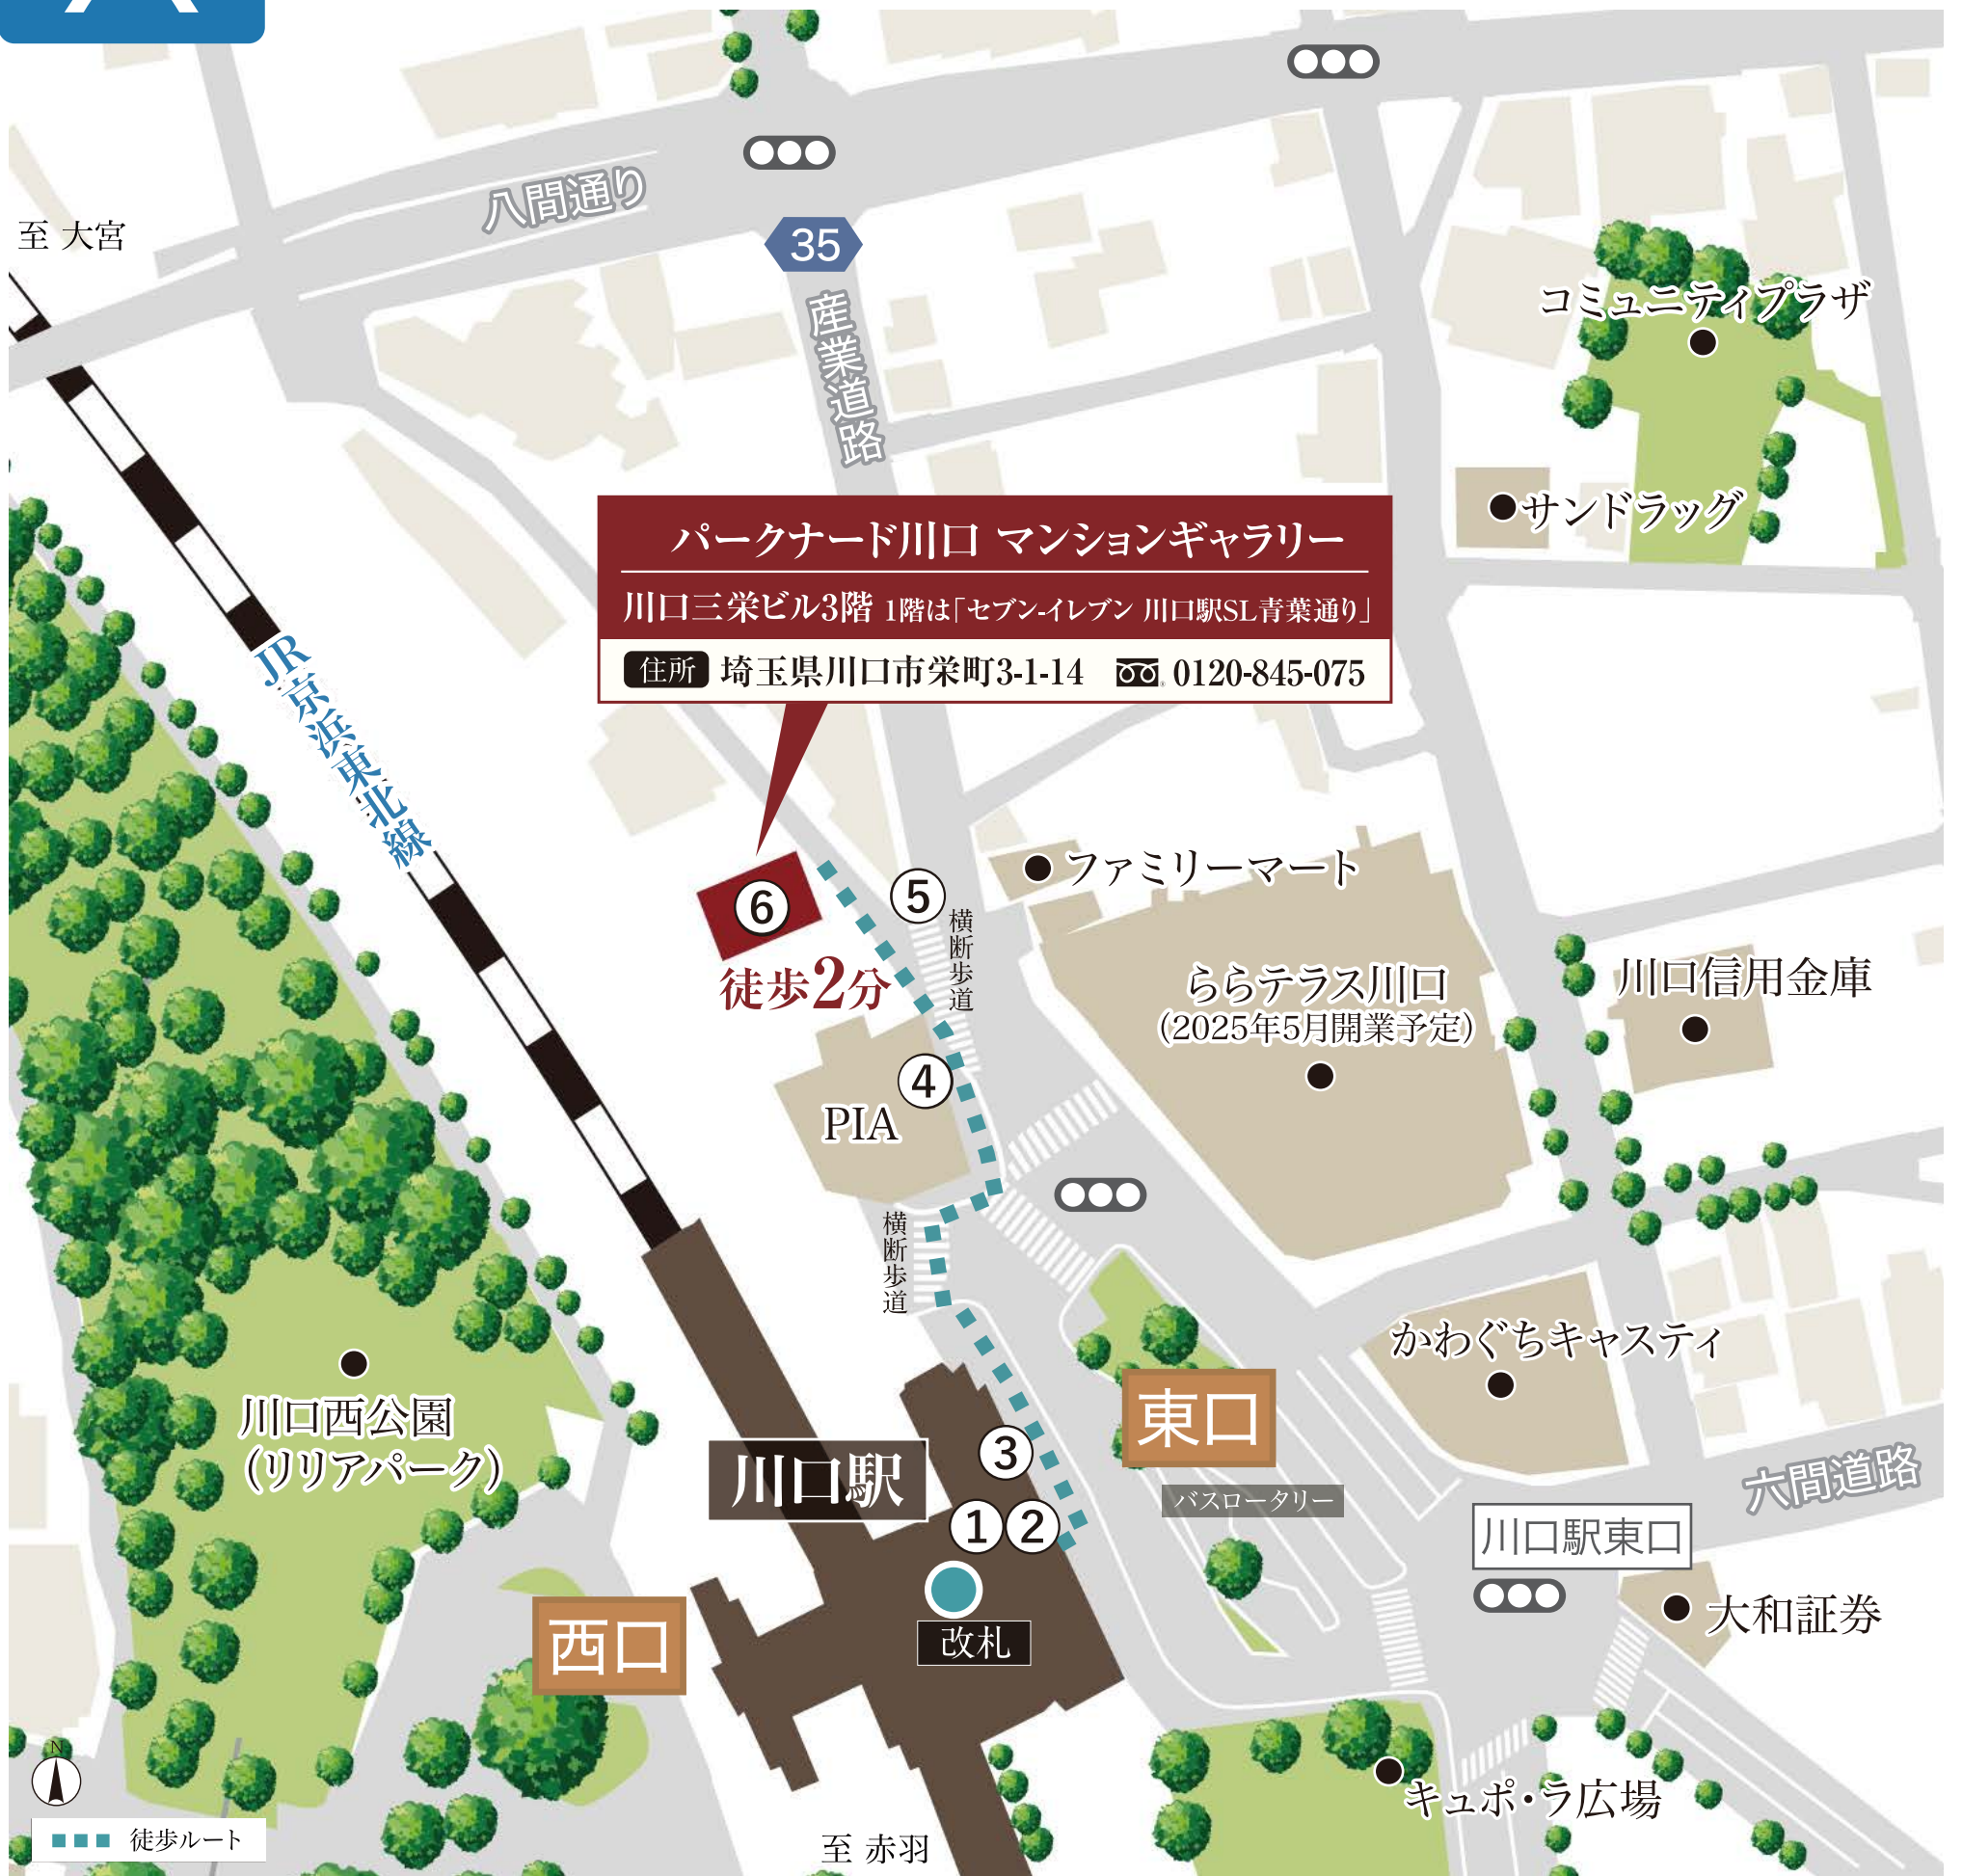 至 大宮
八間通り
35
産業道路
コミュニティプラザ
サンドラッグ
パークナード川口 マンションギャラリー
川口三栄ビル3階 1階は「セブン-イレブン 川口駅SL青葉通り」
住所 埼玉県川口市栄町3-1-14 0120-845-075
JR京浜東北線
ファミリーマート
⑤
⑥
横断歩道
徒歩2分
ららテラス川口
(2025年5月開業予定)
川口信用金庫
④
PIA
横断歩道
かわぐちキャスティ
川口西公園
(リリアパーク)
東口
③
川口駅
六間道路
バスロータリー
①②
川口駅東口
改札
西口
大和証券
キュポ・ラ広場
N
徒歩ルート
至 赤羽